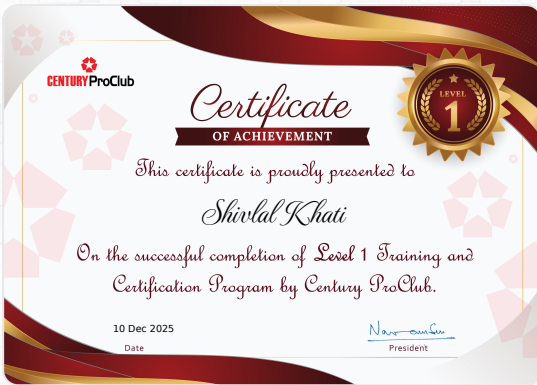 CENTURY ProClub
LEVEL
1
Certificate
OF ACHIEVEMENT
This certificate is proudly presented to
Shivlal Khati
On the successful completion of Level 1 Training and
Certification Program by Century ProClub.
10 Dec 2025
Date
President